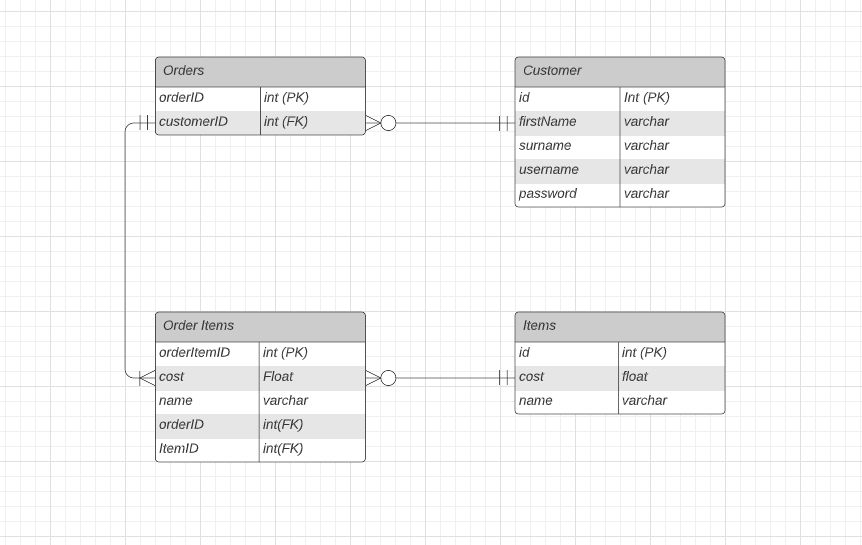 Orders
orderID int (PK)
customerID int (FK)
Customer
id Int (PK)
firstName varchar
surname varchar
username varchar
password varchar
Order Items
orderItemID int (PK)
cost Float
name varchar
orderID int(FK)
ItemID int(FK)
Items
id int (PK)
cost float
name varchar